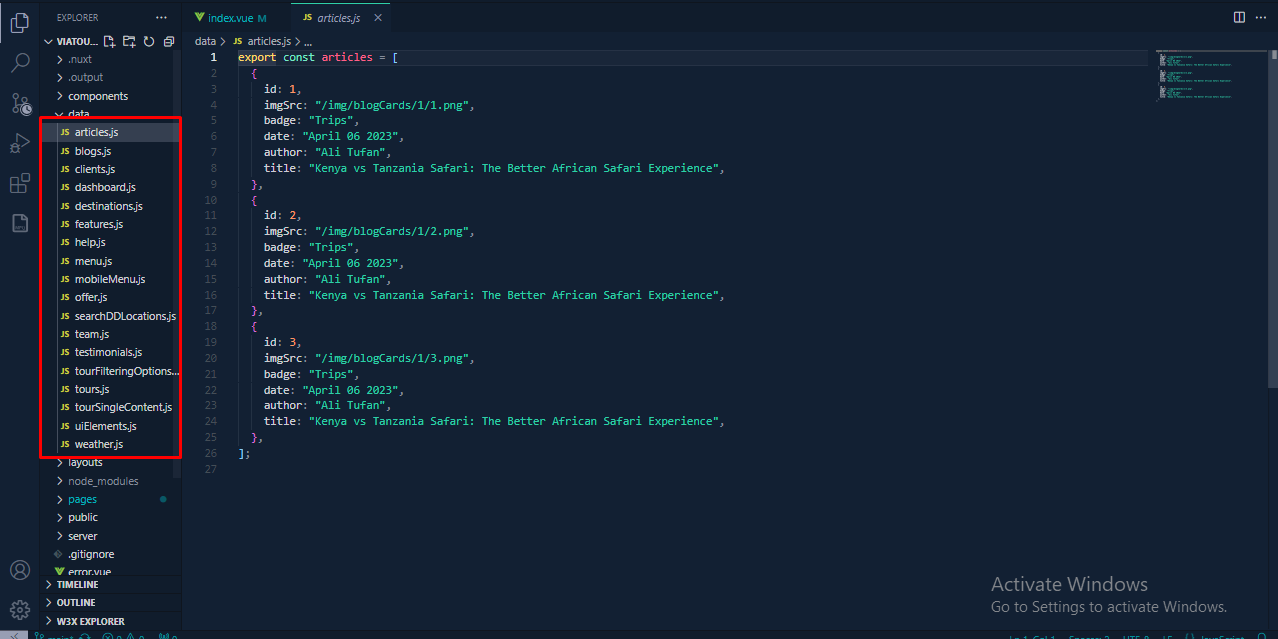 EXPLORER
VIATOU...
.nuxt
.output
components
data
JS articles.js
JS blogs.js
JS clients.js
JS dashboard.js
JS destinations.js
JS features.js
JS help.js
JS menu.js
JS mobileMenu.js
JS offer.js
JS searchDDLocations.js
JS team.js
JS testimonials.js
JS tourFilteringOptions...
JS tours.js
JS tourSingleContent.js
JS uiElements.js
JS weather.js
layouts
node_modules
pages
public
server
.gitignore
error.vue
TIMELINE
OUTLINE
W3X EXPLORER
index.vue M
JS articles.js
data > JS articles.js > ...
1 export const articles = [
2 {
3 id: 1,
4 imgSrc: "/img/blogCards/1/1.png",
5 badge: "Trips",
6 date: "April 06 2023",
7 author: "Ali Tufan",
8 title: "Kenya vs Tanzania Safari: The Better African Safari Experience",
9 },
10 {
11 id: 2,
12 imgSrc: "/img/blogCards/1/2.png",
13 badge: "Trips",
14 date: "April 06 2023",
15 author: "Ali Tufan",
16 title: "Kenya vs Tanzania Safari: The Better African Safari Experience",
17 },
18 {
19 id: 3,
20 imgSrc: "/img/blogCards/1/3.png",
21 badge: "Trips",
22 date: "April 06 2023",
23 author: "Ali Tufan",
24 title: "Kenya vs Tanzania Safari: The Better African Safari Experience",
25 },
26 ];
27
Activate Windows
Go to Settings to activate Windows.